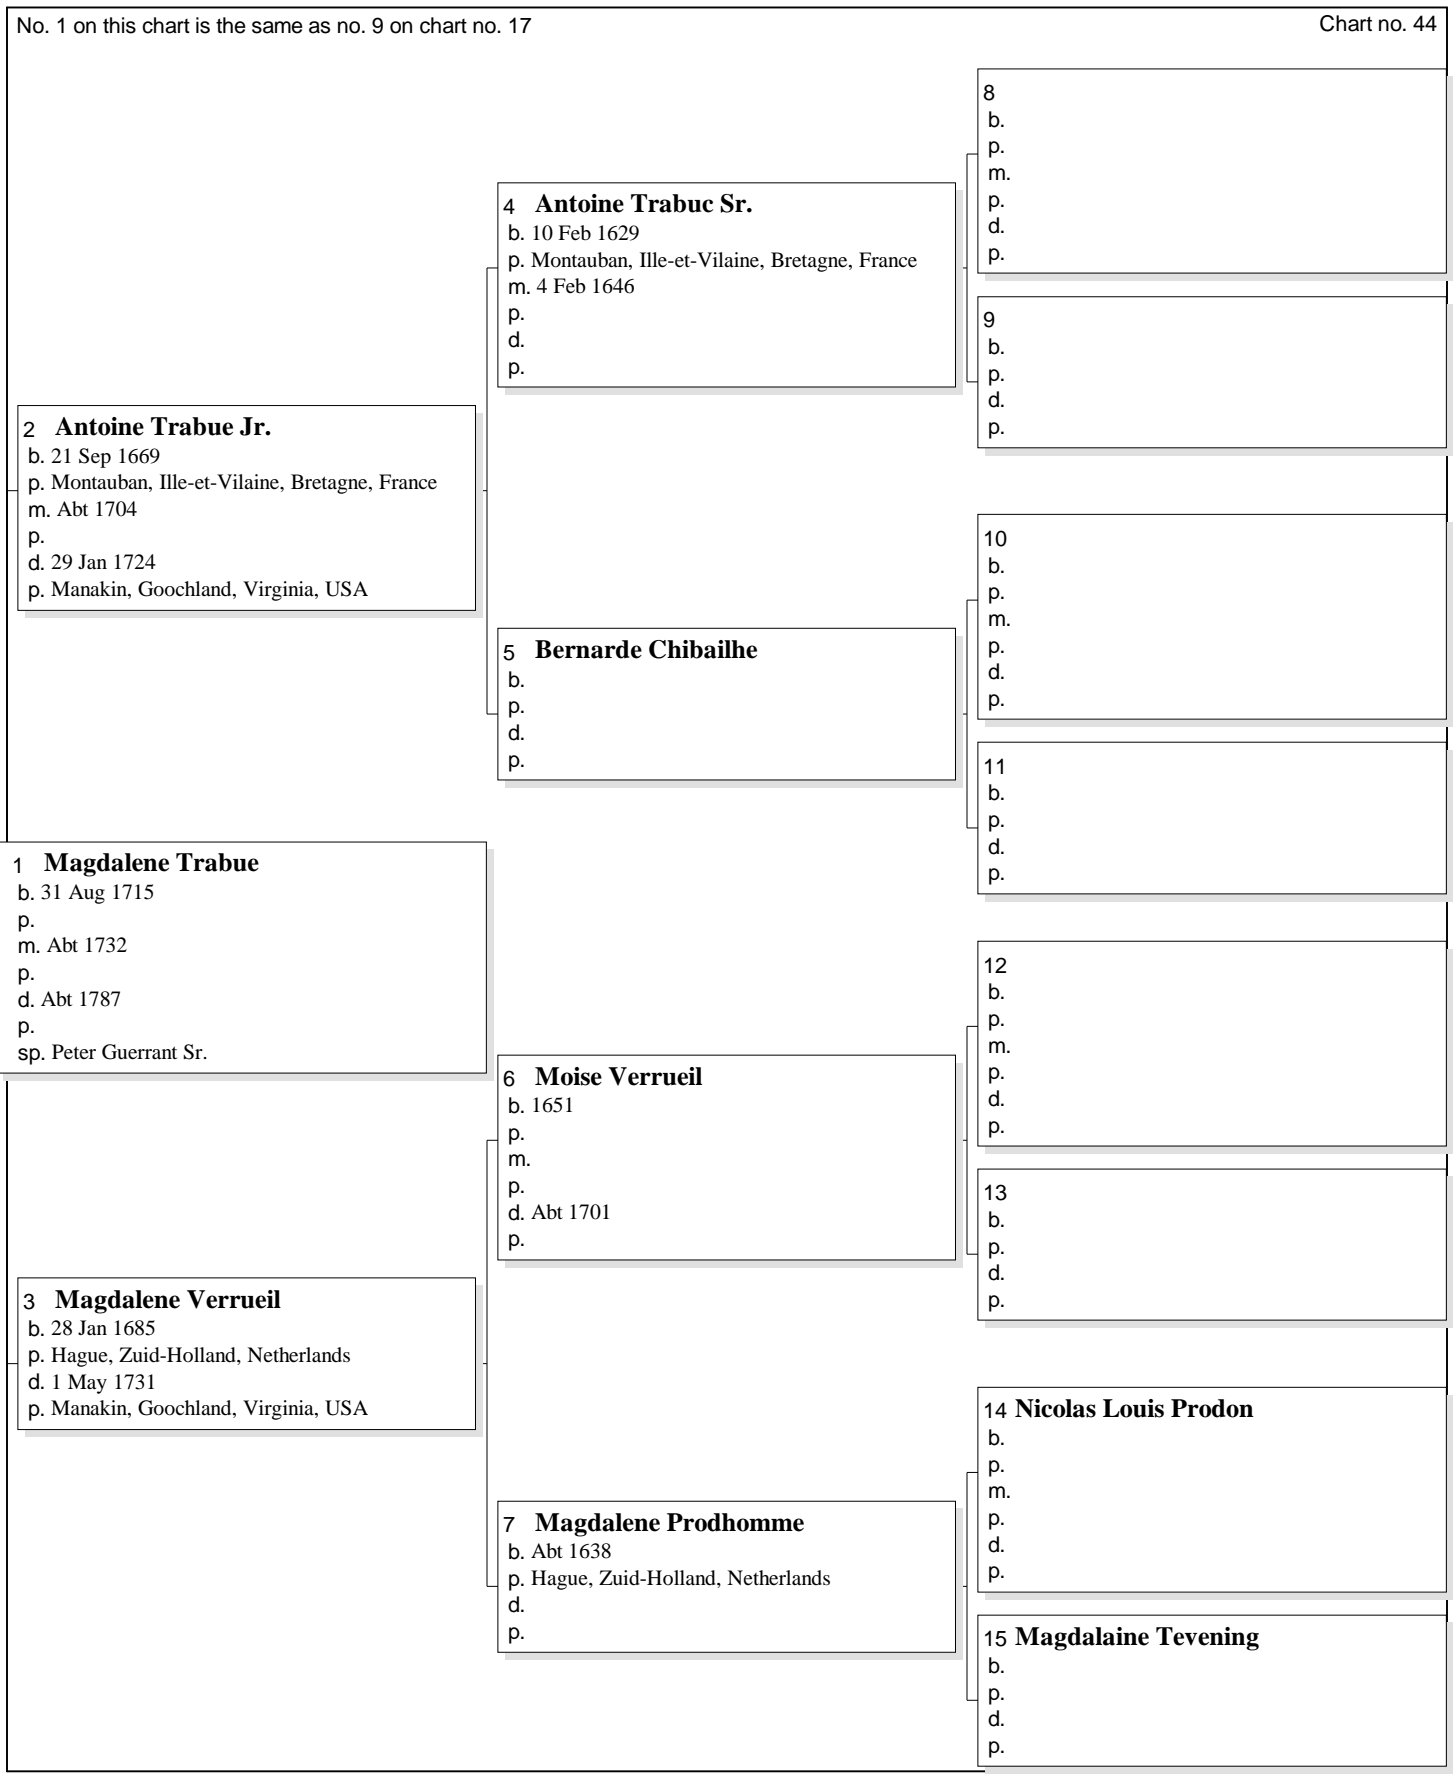 No. 1 on this chart is the same as no. 9 on chart no. 17
Chart no. 44
8
b.
p.
m.
p.
d.
p.
4 Antoine Trabuc Sr.
b. 10 Feb 1629
p. Montauban, Ille-et-Vilaine, Bretagne, France
m. 4 Feb 1646
p.
d.
p.
9
b.
p.
d.
p.
2 Antoine Trabue Jr.
b. 21 Sep 1669
p. Montauban, Ille-et-Vilaine, Bretagne, France
m. Abt 1704
p.
d. 29 Jan 1724
p. Manakin, Goochland, Virginia, USA
10
b.
p.
m.
p.
d.
p.
5 Bernarde Chibailhe
b.
p.
d.
p.
11
b.
p.
d.
p.
1 Magdalene Trabue
b. 31 Aug 1715
p.
m. Abt 1732
p.
d. Abt 1787
p.
sp. Peter Guerrant Sr.
12
b.
p.
m.
p.
d.
p.
6 Moise Verrueil
b. 1651
p.
m.
p.
d. Abt 1701
p.
13
b.
p.
d.
p.
3 Magdalene Verrueil
b. 28 Jan 1685
p. Hague, Zuid-Holland, Netherlands
d. 1 May 1731
p. Manakin, Goochland, Virginia, USA
14 Nicolas Louis Prodon
b.
p.
m.
p.
d.
p.
7 Magdalene Prodhomme
b. Abt 1638
p. Hague, Zuid-Holland, Netherlands
d.
p.
15 Magdalaine Tevening
b.
p.
d.
p.